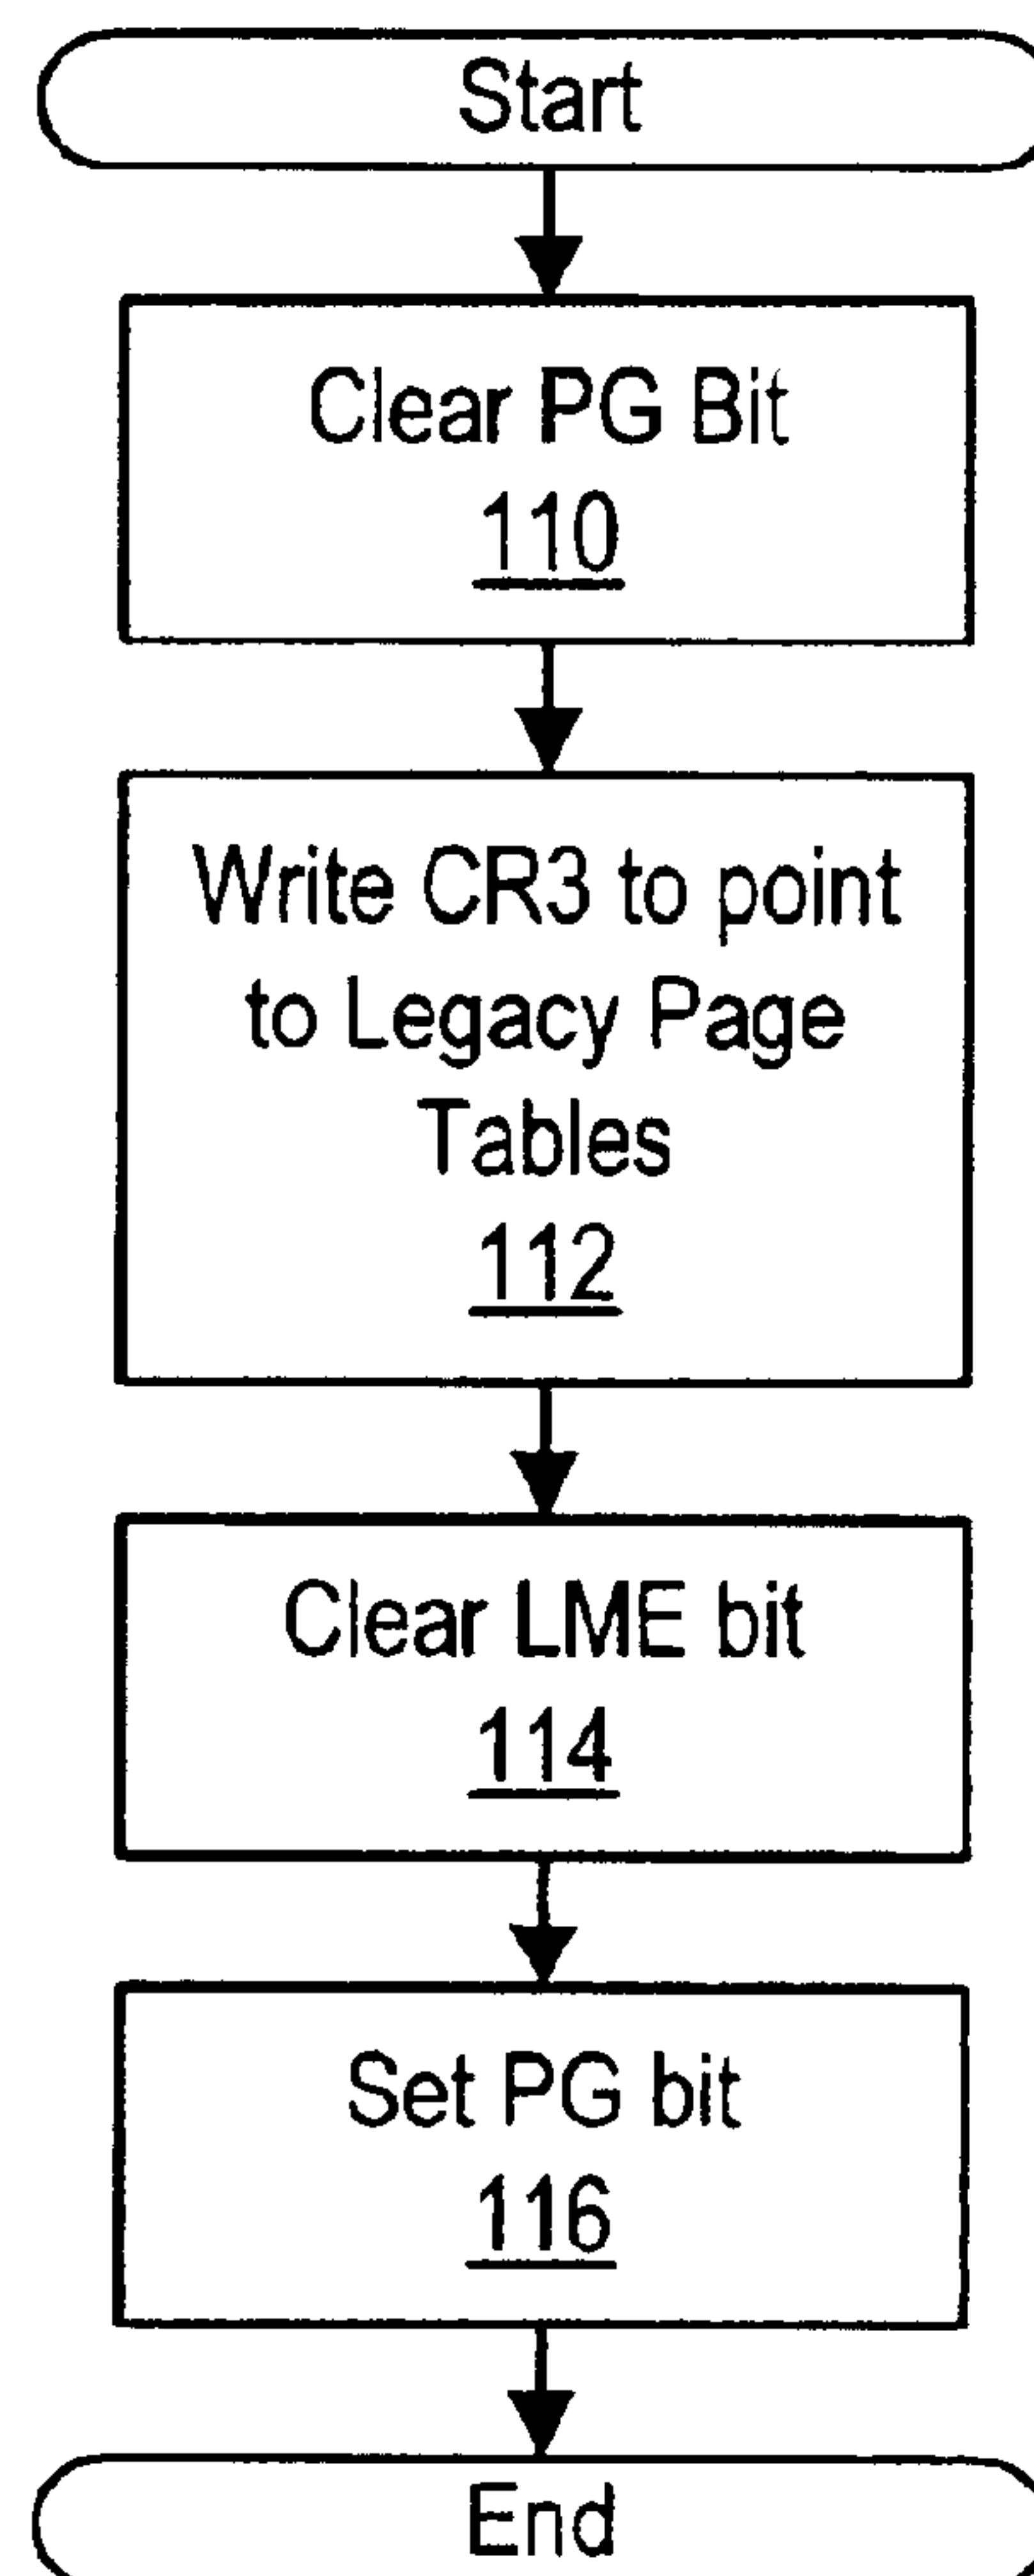 Start
Clear PG Bit
110
Write CR3 to point
to Legacy Page
Tables
112
Clear LME bit
114
Set PG bit
116
End